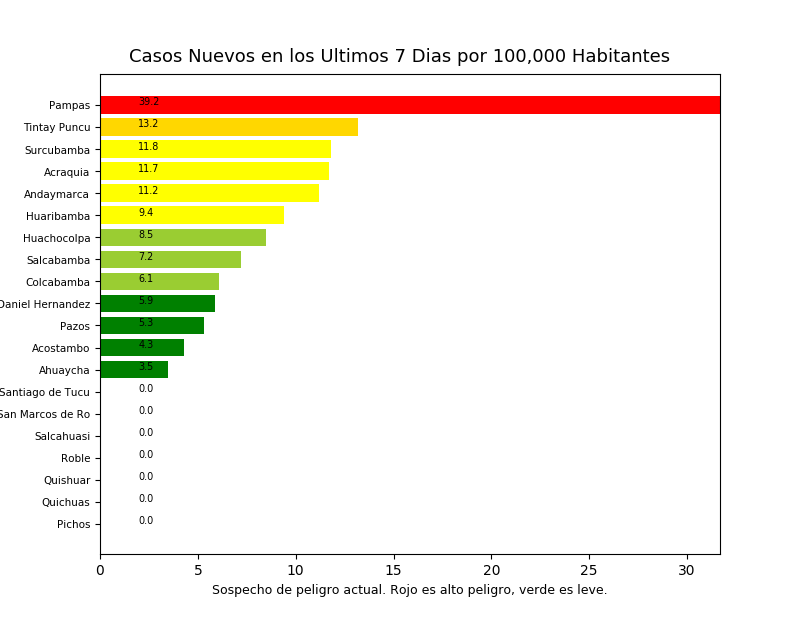 Casos Nuevos en los Ultimos 7 Dias por 100,000 Habitantes
Pampas 39.2
Tintay Puncu 13.2
Surcubamba 11.8
Acraquia 11.7
Andaymarca 11.2
Huaribamba 9.4
Huachocolpa 8.5
Salcabamba 7.2
Colcabamba 6.1
Daniel Hernandez 5.9
Pazos 5.3
Acostambo 4.3
Ahuaycha 3.5
Santiago de Tucu 0.0
San Marcos de Ro 0.0
Salcahuasi 0.0
Roble 0.0
Quishuar 0.0
Quichuas 0.0
Pichos 0.0
0 5 10 15 20 25 30
Sospecho de peligro actual. Rojo es alto peligro, verde es leve.